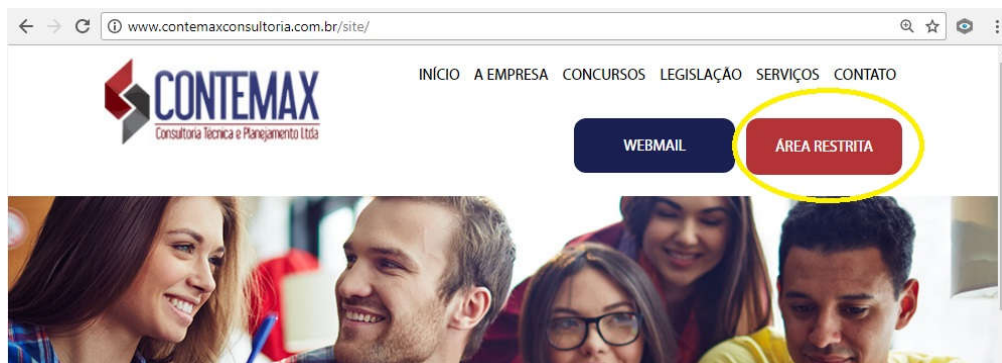 www.contemaxconsultoria.com.br/site/
CONTEMAX
Consultoria Técnica e Planejamento Ltda
INÍCIO A EMPRESA CONCURSOS LEGISLAÇÃO SERVIÇOS CONTATO
WEBMAIL ÁREA RESTRITA